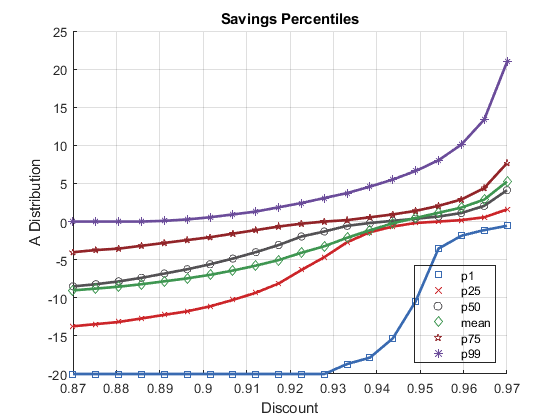 Savings Percentiles
25
20
15
10
5
0
-5
-10
-15
-20
A Distribution
p1
p25
p50
mean
p75
p99
0.87 0.88 0.89 0.9 0.91 0.92 0.93 0.94 0.95 0.96 0.97
Discount